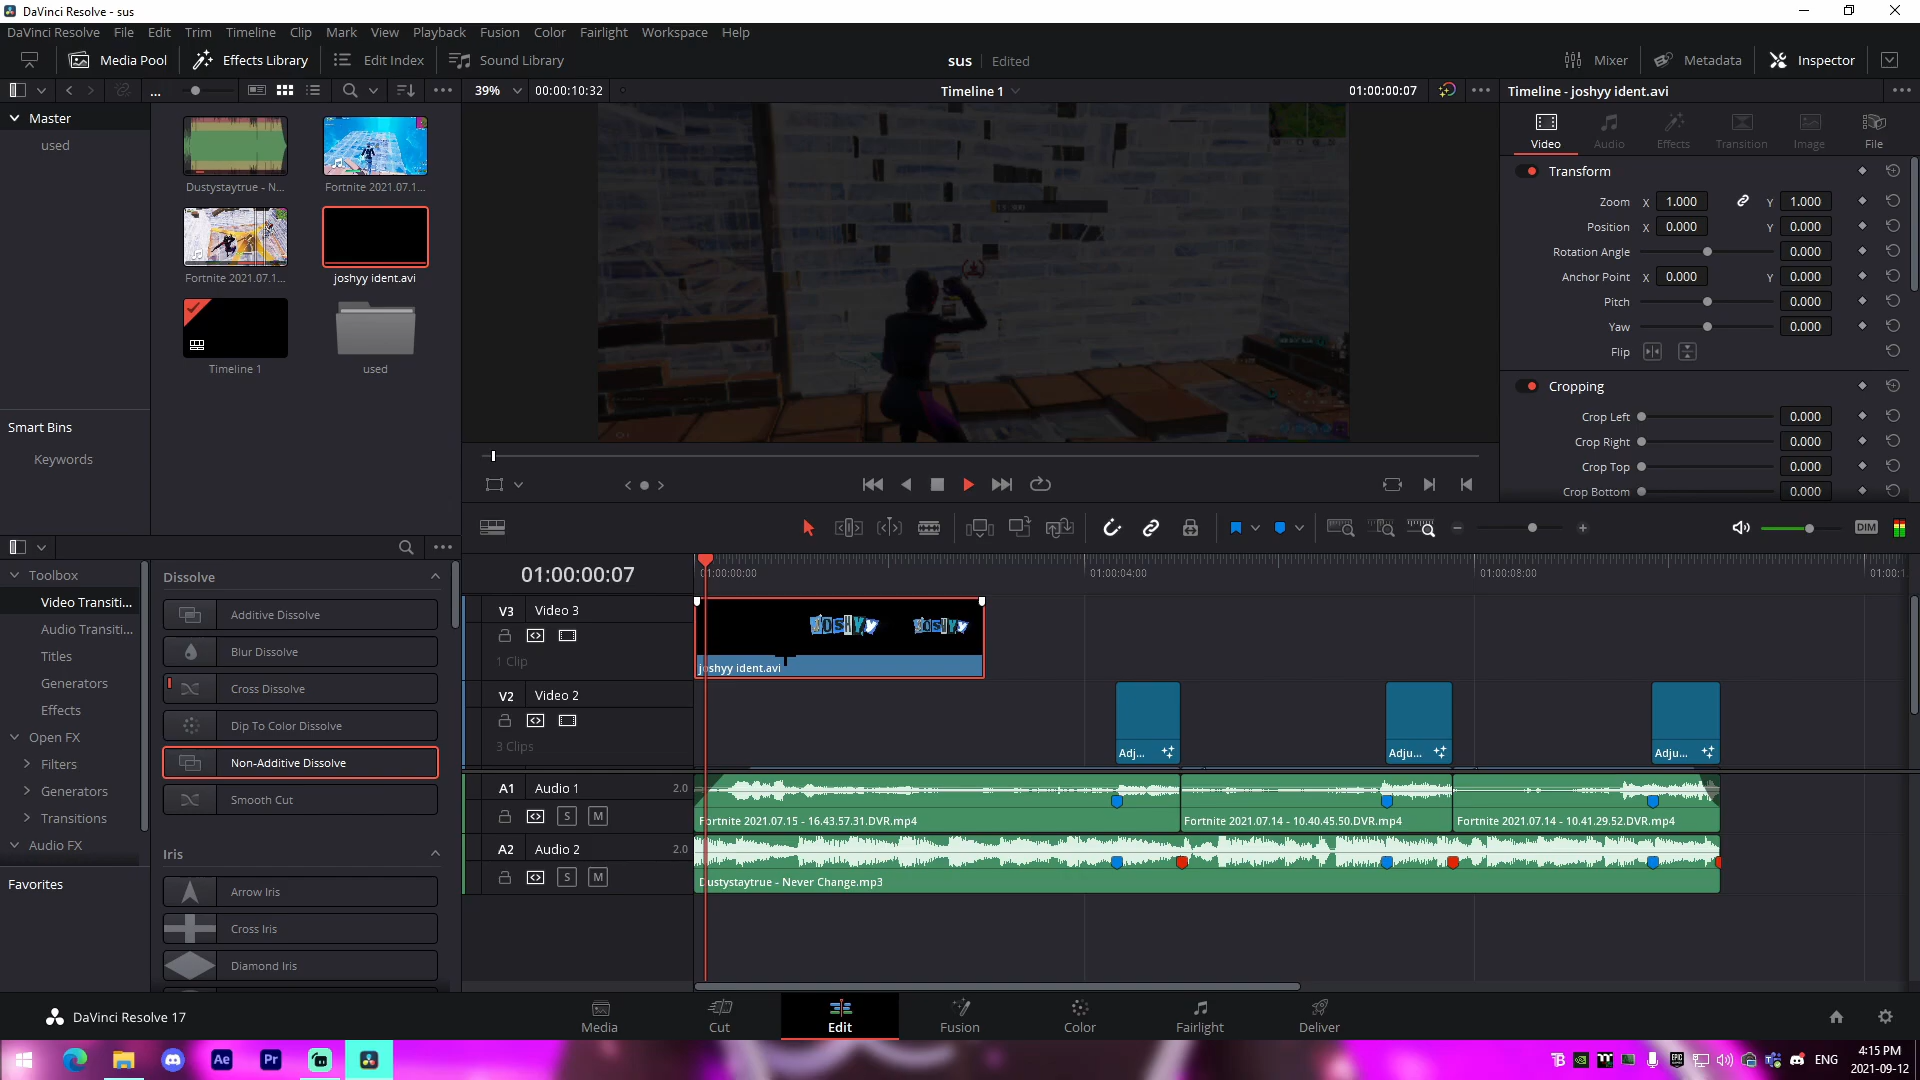 DaVinci Resolve - sus
DaVinci Resolve File Edit Trim Timeline Clip Mark View Playback Fusion Color Fairlight Workspace Help
Media Pool Effects Library Edit Index Sound Library sus Edited Mixer Metadata Inspector
... 39% 00:00:10:32 Timeline 1 01:00:00:07 Timeline - joshyy ident.avi
Master
used
Dustystaytrue - N...
Fortnite 2021.07.1...
Fortnite 2021.07.1...
joshyy ident.avi
Timeline 1
used
Smart Bins
Keywords
Video Audio Effects Transition Image File
Transform
Zoom X 1.000 Y 1.000
Position X 0.000 Y 0.000
Rotation Angle 0.000
Anchor Point X 0.000 Y 0.000
Pitch 0.000
Yaw 0.000
Flip
Cropping
Crop Left 0.000
Crop Right 0.000
Crop Top 0.000
Crop Bottom 0.000
DIM
Toolbox
Video Transiti...
Audio Transiti...
Titles
Generators
Effects
Open FX
Filters
Generators
Transitions
Audio FX
Favorites
Dissolve
Additive Dissolve
Blur Dissolve
Cross Dissolve
Dip To Color Dissolve
Non-Additive Dissolve
Smooth Cut
Iris
Arrow Iris
Cross Iris
Diamond Iris
01:00:00:07 01:00:00:00 01:00:04:00 01:00:08:00 01:00:1
V3 Video 3
1 Clip
JOSHYy JOSHYy
joshyy ident.avi
V2 Video 2
3 Clips
Adj... Adju... Adju...
A1 Audio 1 2.0
S M
Fortnite 2021.07.15 - 16.43.57.31.DVR.mp4 Fortnite 2021.07.14 - 10.40.45.50.DVR.mp4 Fortnite 2021.07.14 - 10.41.29.52.DVR.mp4
A2 Audio 2 2.0
S M
Dustystaytrue - Never Change.mp3
DaVinci Resolve 17 Media Cut Edit Fusion Color Fairlight Deliver
Ae Pr ENG 4:15 PM
2021-09-12